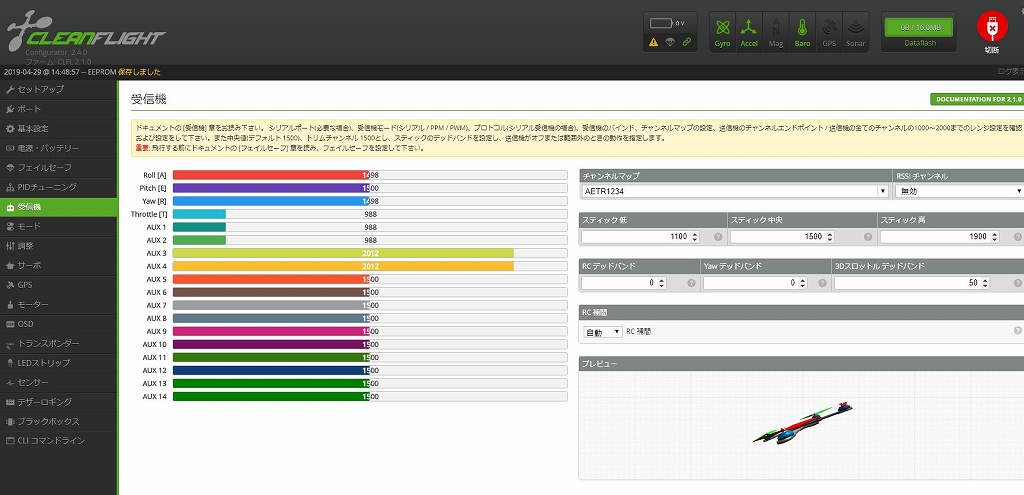 CLEANFLIGHT
Configurator: 2.4.0
ファーム: CLFL 2.1.0
0 V
Gyro
Accel
Mag
Baro
GPS
Sonar
0B / 16.0MB
Dataflash
切断
2019-04-29 @ 14:48:57 -- EEPROM 保存しました
ログ表示
セットアップ
ポート
基本設定
電源・バッテリー
フェイルセーフ
PIDチューニング
受信機
モード
調整
サーボ
GPS
モーター
OSD
トランスポンダー
LEDストリップ
センサー
テザーロギング
ブラックボックス
CLI コマンドライン
受信機
DOCUMENTATION FOR 2.1.0
ドキュメントの [受信機] 章をお読み下さい。シリアルポート(必要な場合)、受信機モード(シリアル / PPM / PWM)、プロトコル(シリアル受信機の場合)、受信機のバインド、チャンネルマップの設定、送信機のチャンネルエンドポイント / 送信機の全てのチャンネルの1000～2000までのレンジ設定を確認
および設定をして下さい。また中央値(デフォルト 1500)、トリムチャンネル 1500とし、スティックのデッドバンドを設定し、送信機がオフまたは範囲外のときの動作を指定します。
重要: 飛行する前にドキュメントの [フェイルセーフ] 章を読み、フェイルセーフを設定して下さい。
Roll [A] 1498
Pitch [E] 1500
Yaw [R] 1498
Throttle [T] 988
AUX 1 988
AUX 2 988
AUX 3 2012
AUX 4 2012
AUX 5 1500
AUX 6 1500
AUX 7 1500
AUX 8 1500
AUX 9 1500
AUX 10 1500
AUX 11 1500
AUX 12 1500
AUX 13 1500
AUX 14 1500
チャンネルマップ
RSSI チャンネル
AETR1234
無効
スティック 低
スティック 中央
スティック 高
1100
1500
1900
RC デッドバンド
Yaw デッドバンド
3Dスロットル デッドバンド
0
0
50
RC 補間
自動 RC 補間
プレビュー